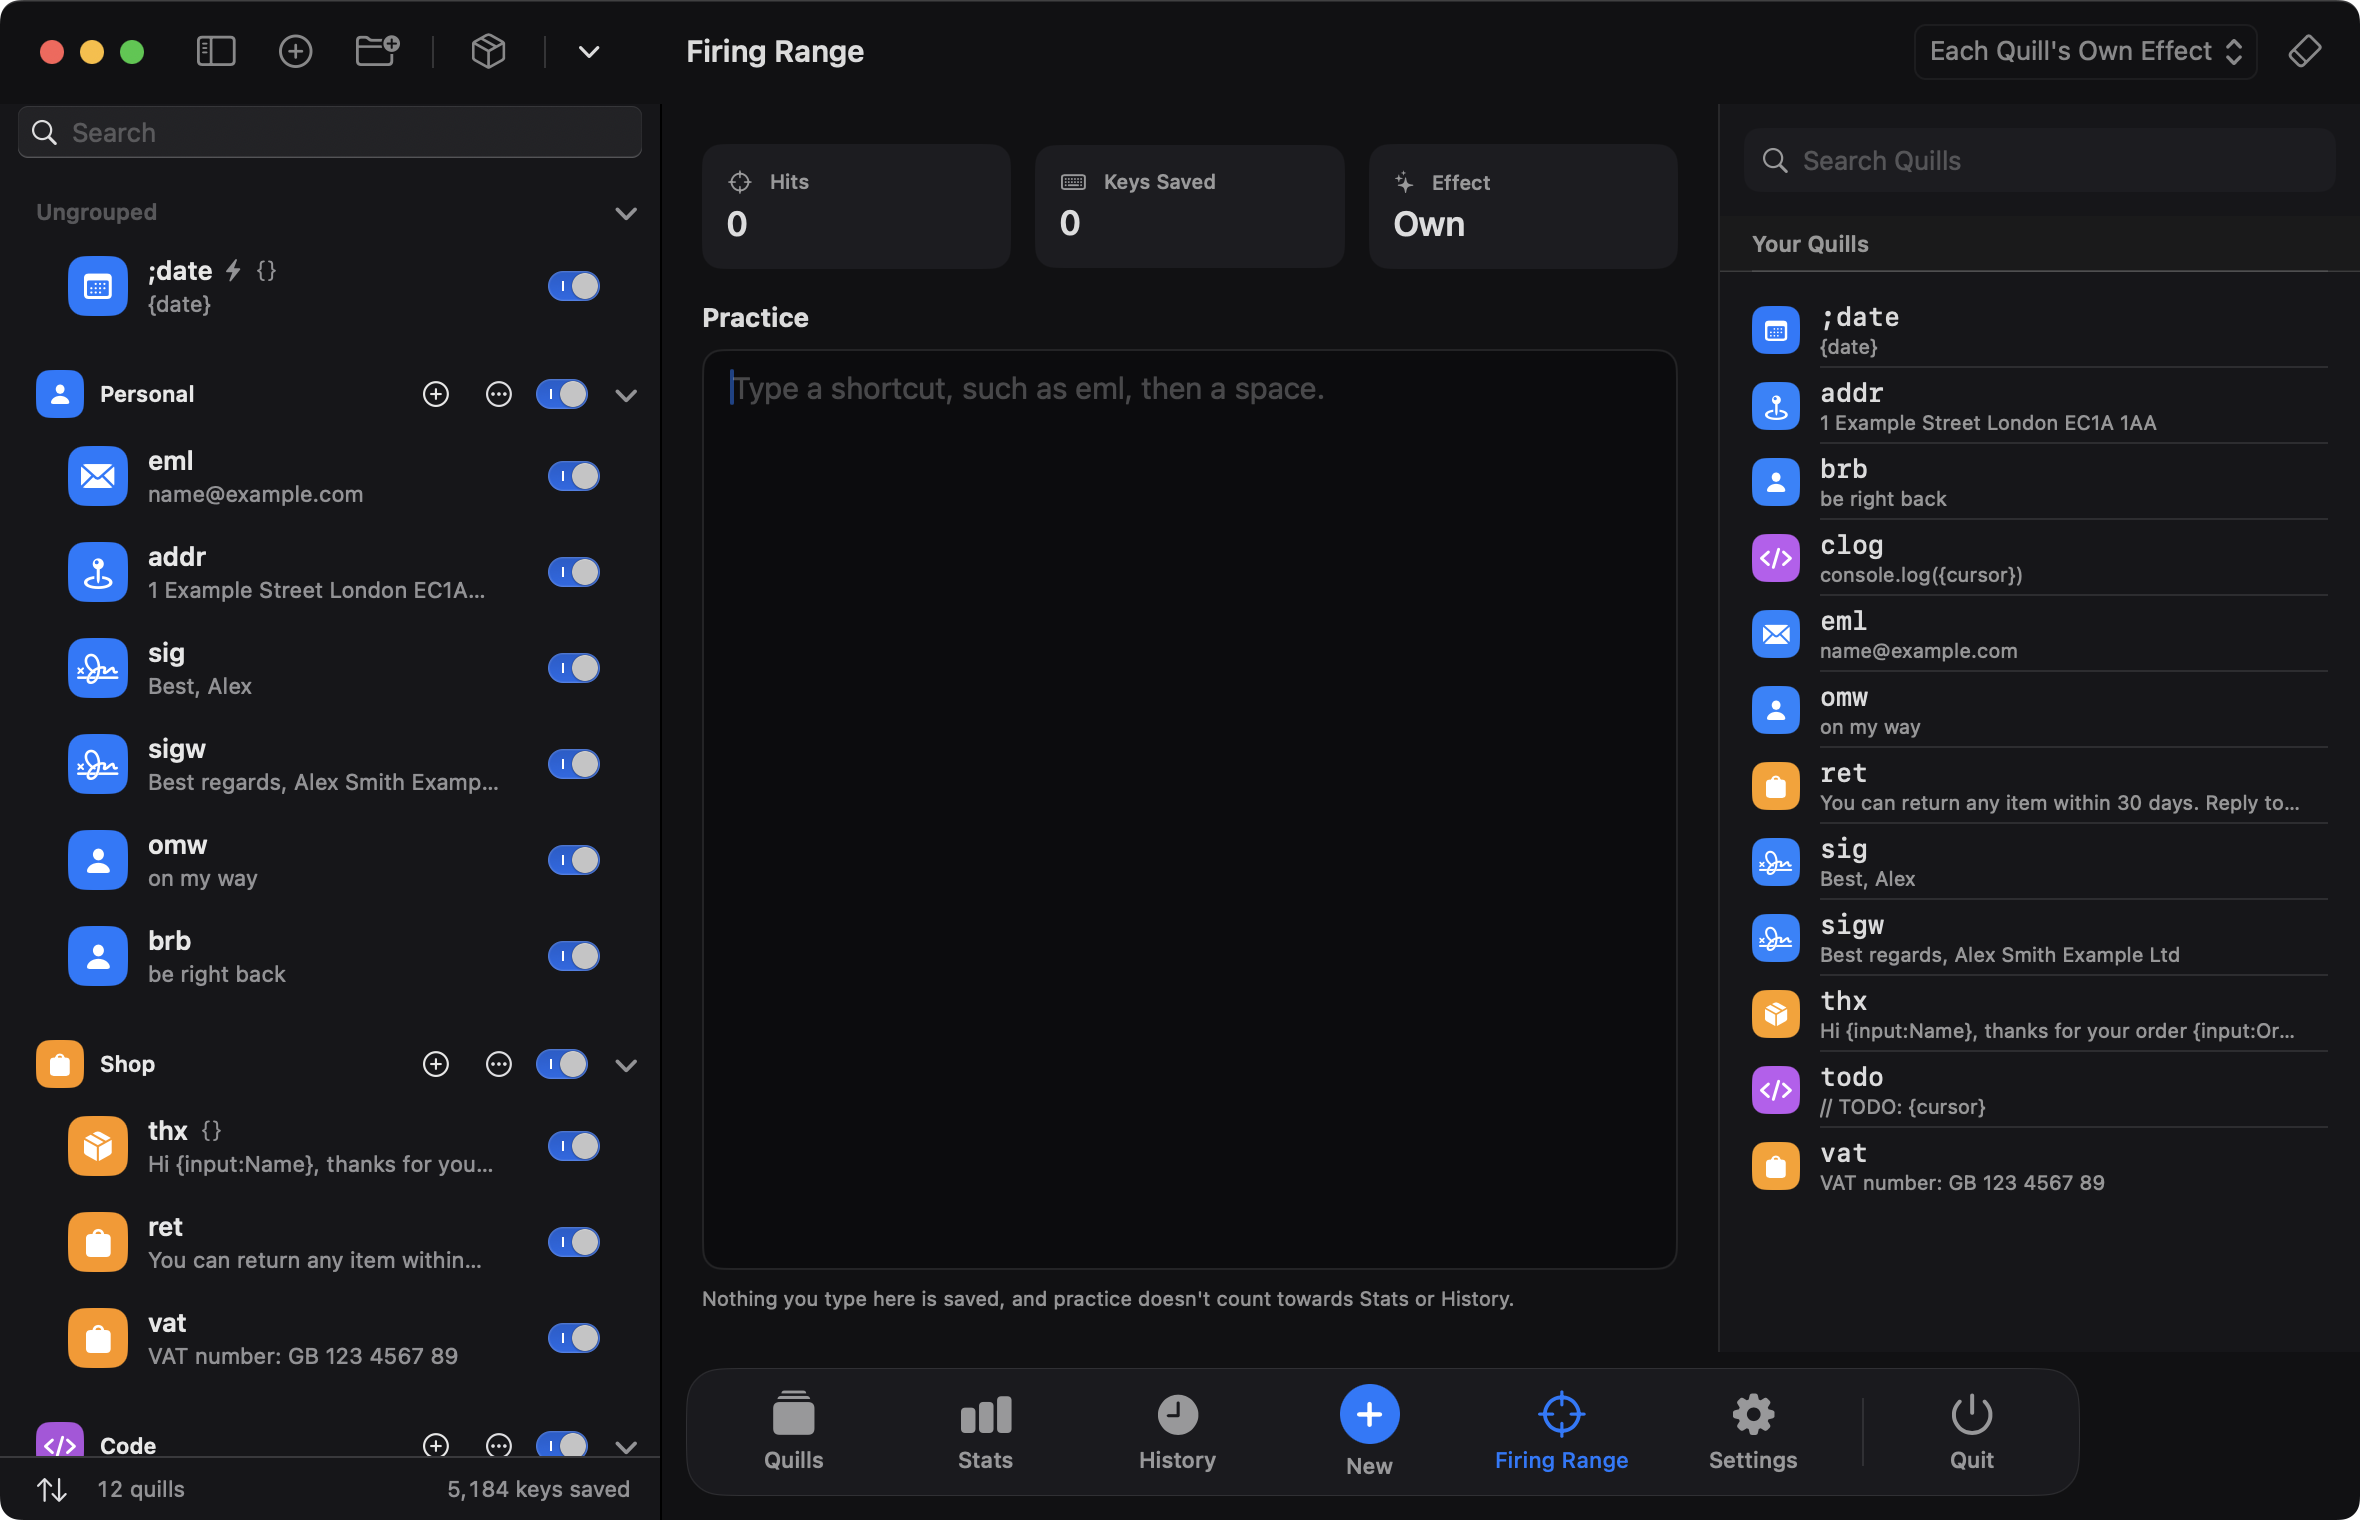 Firing Range
Each Quill's Own Effect
Search
Ungrouped
;date {}
{date}
Personal
eml
name@example.com
addr
1 Example Street London EC1A...
sig
Best, Alex
sigw
Best regards, Alex Smith Examp...
omw
on my way
brb
be right back
Shop
thx {}
Hi {input:Name}, thanks for you...
ret
You can return any item within...
vat
VAT number: GB 123 4567 89
</> Code
12 quills
5,184 keys saved
Hits
0
Keys Saved
0
Effect
Own
Practice
Type a shortcut, such as eml, then a space.
Nothing you type here is saved, and practice doesn't count towards Stats or History.
Search Quills
Your Quills
;date
{date}
addr
1 Example Street London EC1A 1AA
brb
be right back
</> clog
console.log({cursor})
eml
name@example.com
omw
on my way
ret
You can return any item within 30 days. Reply to...
sig
Best, Alex
sigw
Best regards, Alex Smith Example Ltd
thx
Hi {input:Name}, thanks for your order {input:Or...
</> todo
// TODO: {cursor}
vat
VAT number: GB 123 4567 89
Quills
Stats
History
New
Firing Range
Settings
Quit